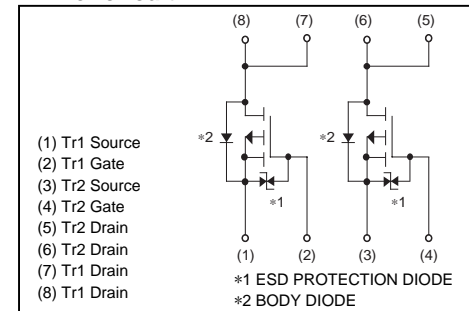 (8) (7) (6) (5)
∗2 ∗2
∗1 ∗1
(1) Tr1 Source
(2) Tr1 Gate
(3) Tr2 Source
(4) Tr2 Gate
(5) Tr2 Drain
(6) Tr2 Drain
(7) Tr1 Drain
(8) Tr1 Drain
(1) (2) (3) (4)
∗1 ESD PROTECTION DIODE
∗2 BODY DIODE